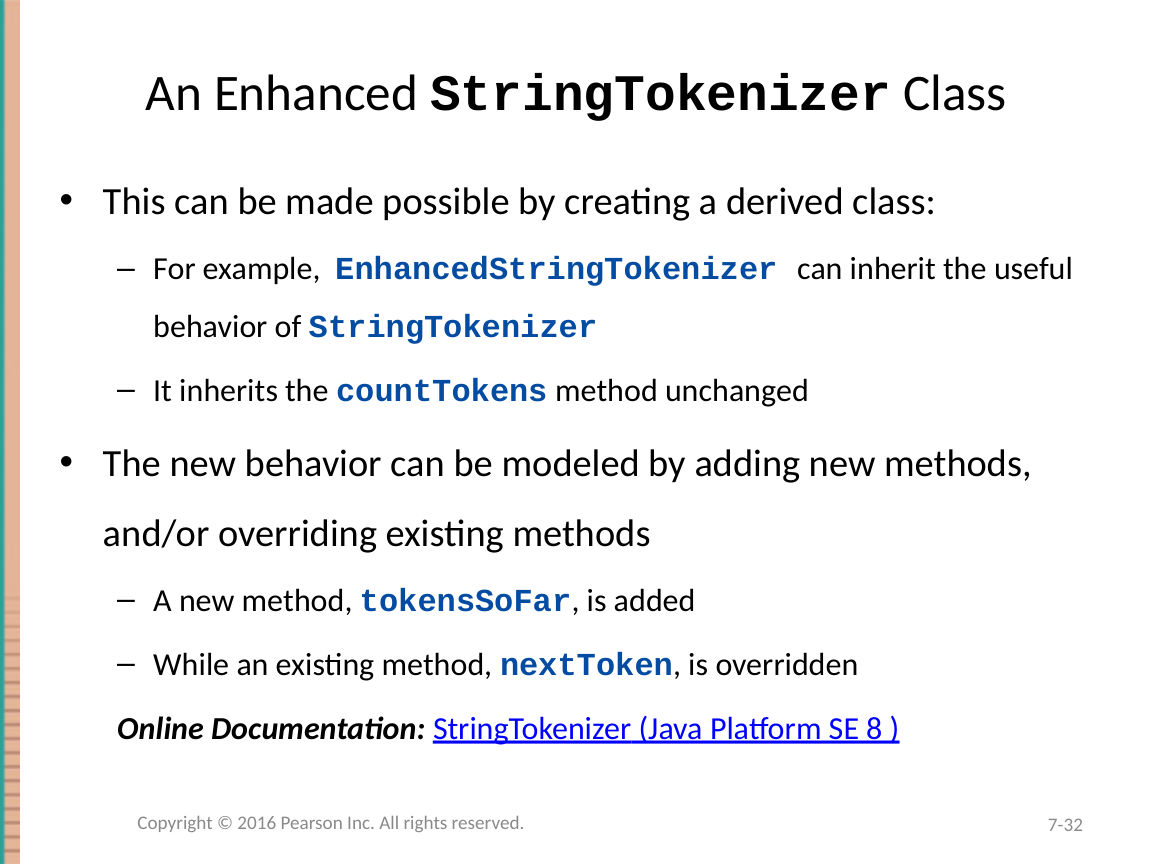 An Enhanced StringTokenizer Class
• This can be made possible by creating a derived class:
– For example, EnhancedStringTokenizer can inherit the useful
behavior of StringTokenizer
– It inherits the countTokens method unchanged
• The new behavior can be modeled by adding new methods,
and/or overriding existing methods
– A new method, tokensSoFar, is added
– While an existing method, nextToken, is overridden
Online Documentation: StringTokenizer (Java Platform SE 8 )
Copyright © 2016 Pearson Inc. All rights reserved.
7-32